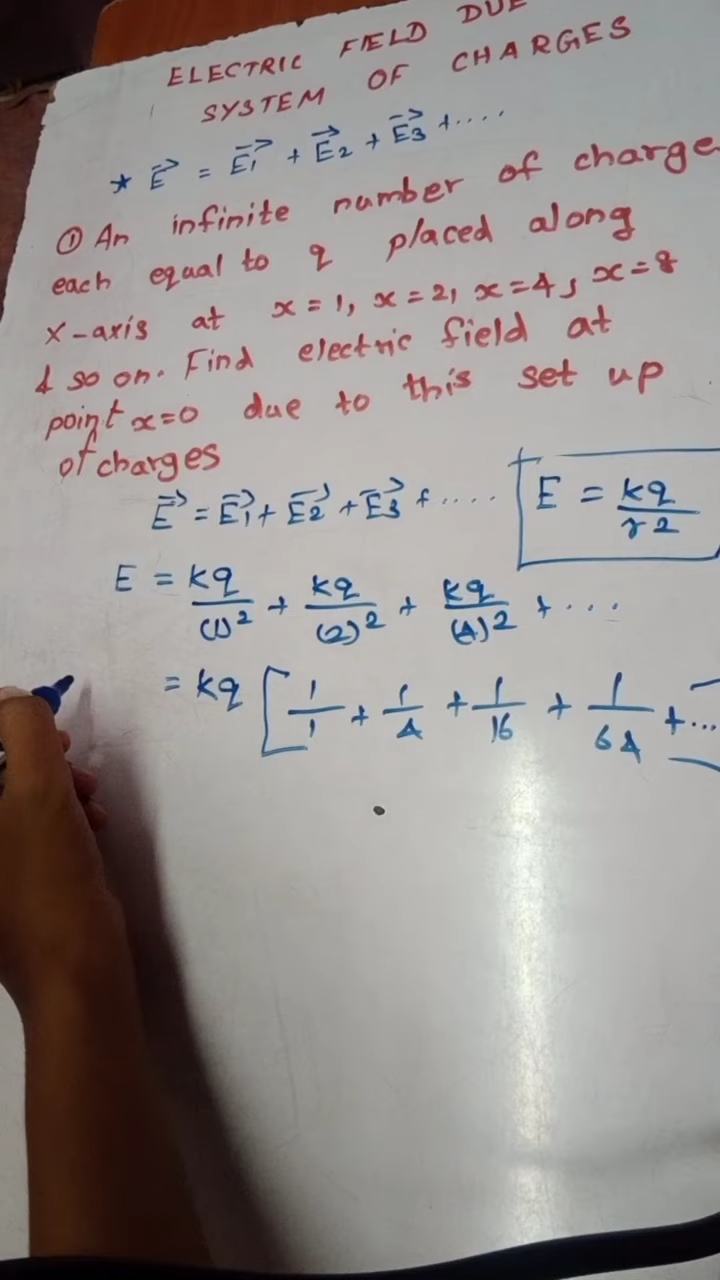 ELECTRIC FIELD DUE
SYSTEM OF CHARGES
* E⃗ = E⃗1 + E⃗2 + E⃗3 + ....
① An infinite number of charge
each equal to q placed along
X-axis at x=1, x=2, x=4, x=8
& so on. Find electric field at
point x=0 due to this set up
of charges
E⃗ = E⃗1 + E⃗2 + E⃗3 + ....
E = kq/r2
E = kq/(1)2 + kq/(2)2 + kq/(4)2 + ...
= kq [1/1 + 1/4 + 1/16 + 1/64 + ...